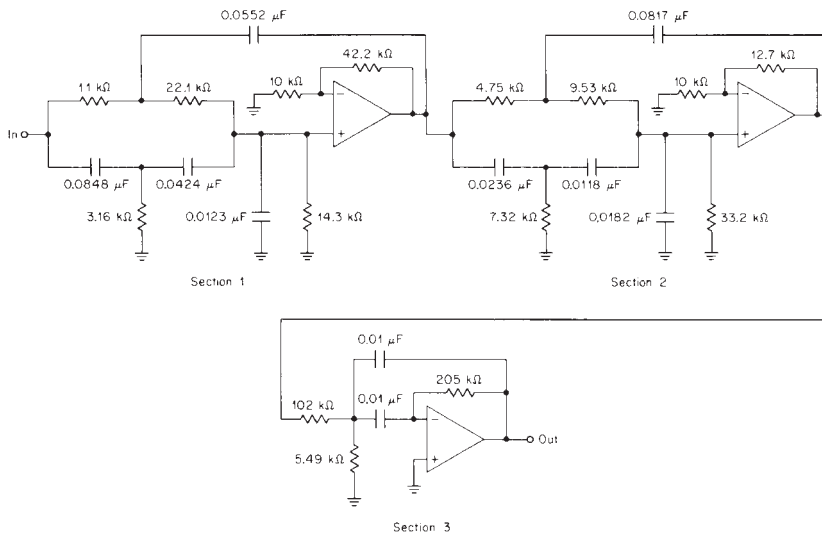 0.0552 μF
42.2 kΩ
10 kΩ
11 kΩ
22.1 kΩ
In
0.0848 μF
0.0424 μF
3.16 kΩ
0.0123 μF
14.3 kΩ
Section 1
0.0817 μF
12.7 kΩ
10 kΩ
4.75 kΩ
9.53 kΩ
0.0236 μF
0.0118 μF
7.32 kΩ
0.0182 μF
33.2 kΩ
Section 2
0.01 μF
205 kΩ
102 kΩ
0.01 μF
5.49 kΩ
Out
Section 3